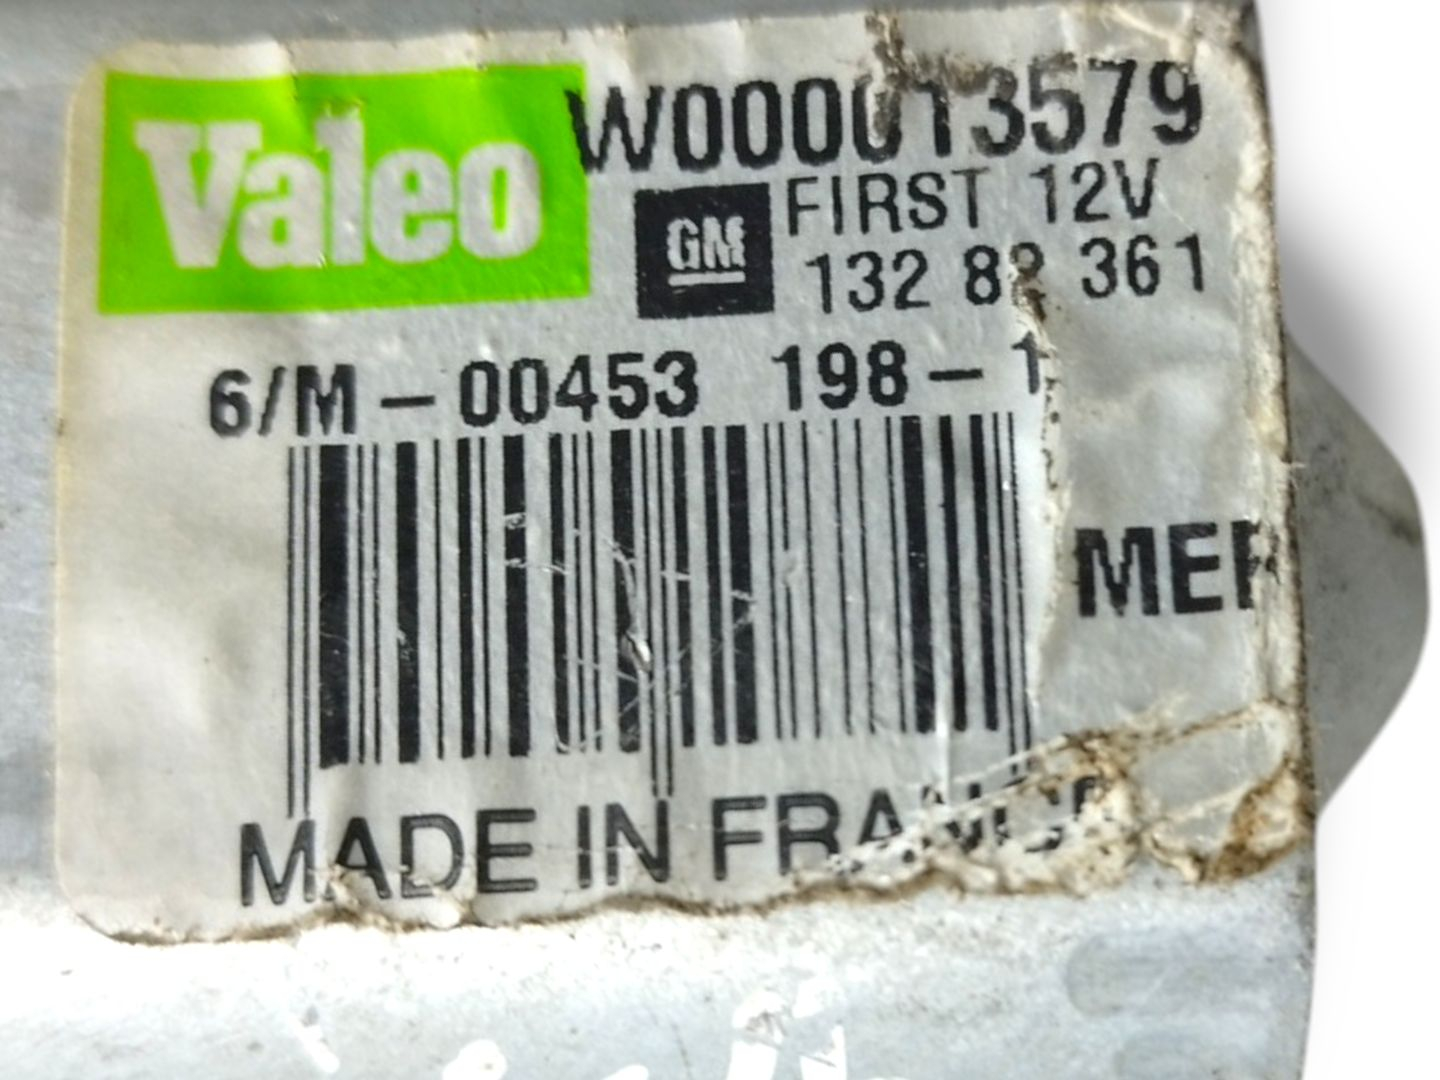 Valeo W000013579
GM FIRST 12V
132 82 361
6/M-00453 198-1
MER
MADE IN FRANCE